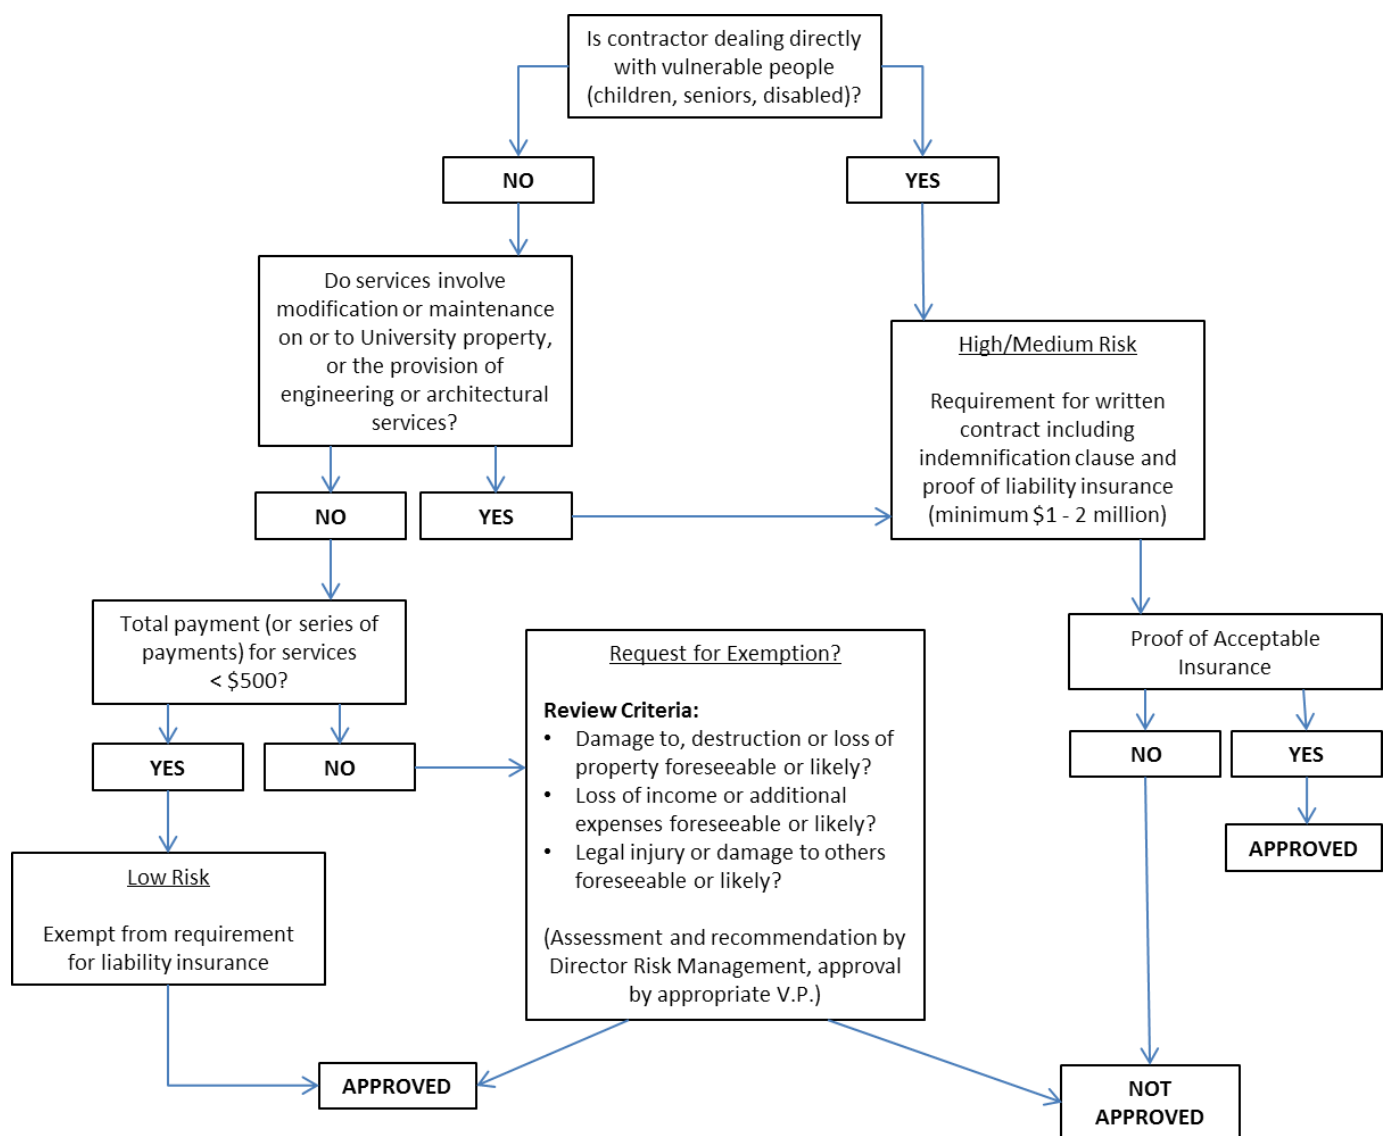 Is contractor dealing directly
with vulnerable people
(children, seniors, disabled)?
NO
YES
Do services involve
modification or maintenance
on or to University property,
or the provision of
engineering or architectural
services?
High/Medium Risk
Requirement for written
contract including
indemnification clause and
proof of liability insurance
(minimum $1 - 2 million)
NO
YES
Total payment (or series of
payments) for services
< $500?
Request for Exemption?
Review Criteria:
• Damage to, destruction or loss of
property foreseeable or likely?
• Loss of income or additional
expenses foreseeable or likely?
• Legal injury or damage to others
foreseeable or likely?
(Assessment and recommendation by
Director Risk Management, approval
by appropriate V.P.)
Proof of Acceptable
Insurance
YES
NO
NO
YES
Low Risk
Exempt from requirement
for liability insurance
APPROVED
APPROVED
NOT
APPROVED